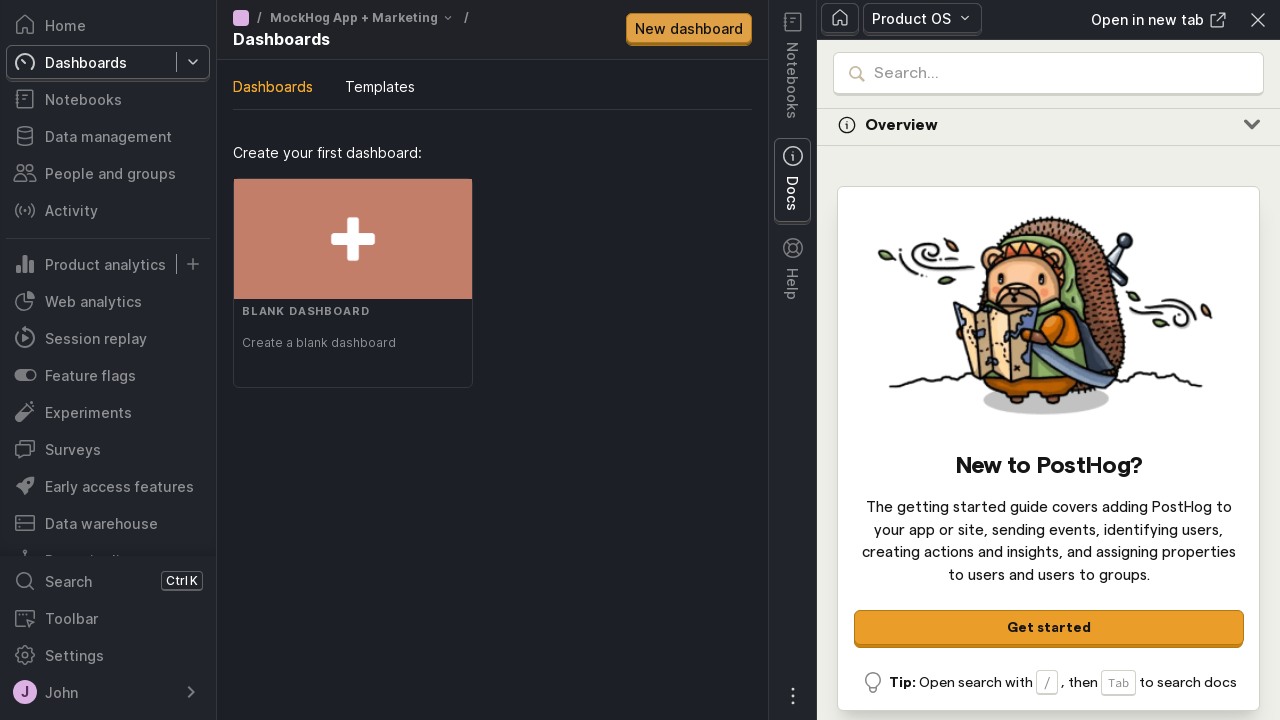 Home
Dashboards
Notebooks
Data management
People and groups
Activity
Product analytics
Web analytics
Session replay
Feature flags
Experiments
Surveys
Early access features
Data warehouse
Search Ctrl K
Toolbar
Settings
J John
/ MockHog App + Marketing /
Dashboards
New dashboard
Dashboards Templates
Create your first dashboard:
BLANK DASHBOARD
Create a blank dashboard
Notebooks
Docs
Help
Product OS Open in new tab
Search...
Overview
New to PostHog?
The getting started guide covers adding PostHog to
your app or site, sending events, identifying users,
creating actions and insights, and assigning properties
to users and users to groups.
Get started
Tip: Open search with / , then Tab to search docs